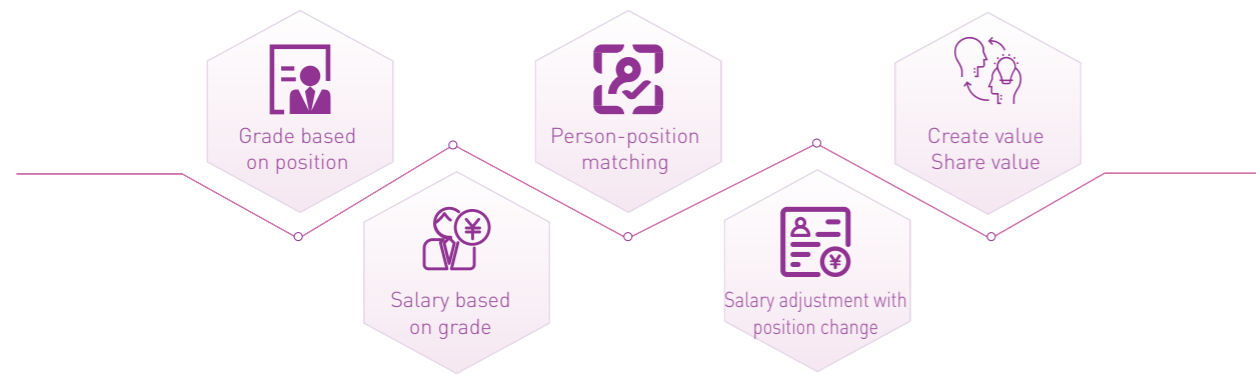 Grade based
on position
Salary based
on grade
Person-position
matching
Salary adjustment with
position change
Create value
Share value